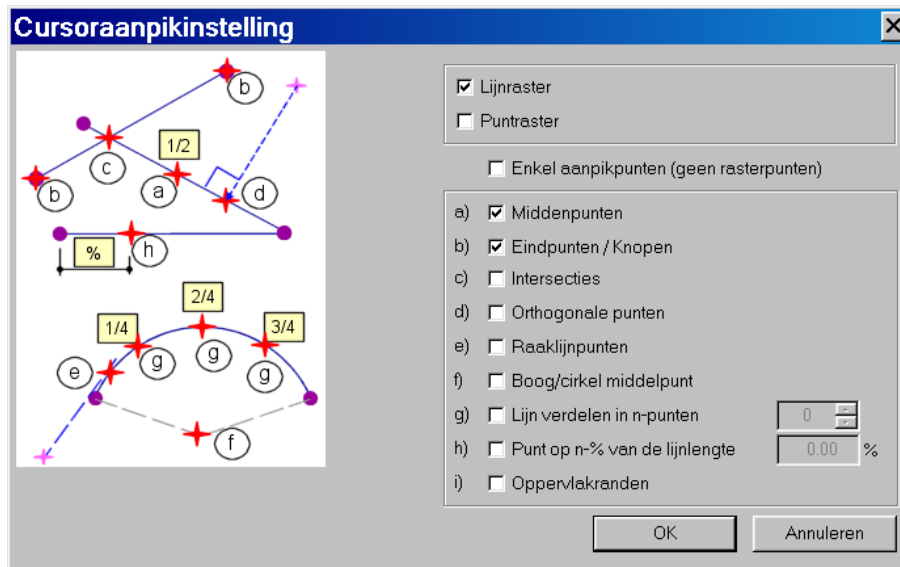 Cursoraanpikinstelling
b
c
1/2
a
b
d
%
h
2/4
1/4
3/4
g
g
g
e
f
Lijnraster
Puntraster
Enkel aanpikpunten (geen rasterpunten)
a) Middenpunten
b) Eindpunten / Knopen
c) Intersecties
d) Orthogonale punten
e) Raaklijnpunten
f) Boog/cirkel middelpunt
g) Lijn verdelen in n-punten 0
h) Punt op n-% van de lijnlengte 0.00 %
i) Oppervlakranden
OK Annuleren